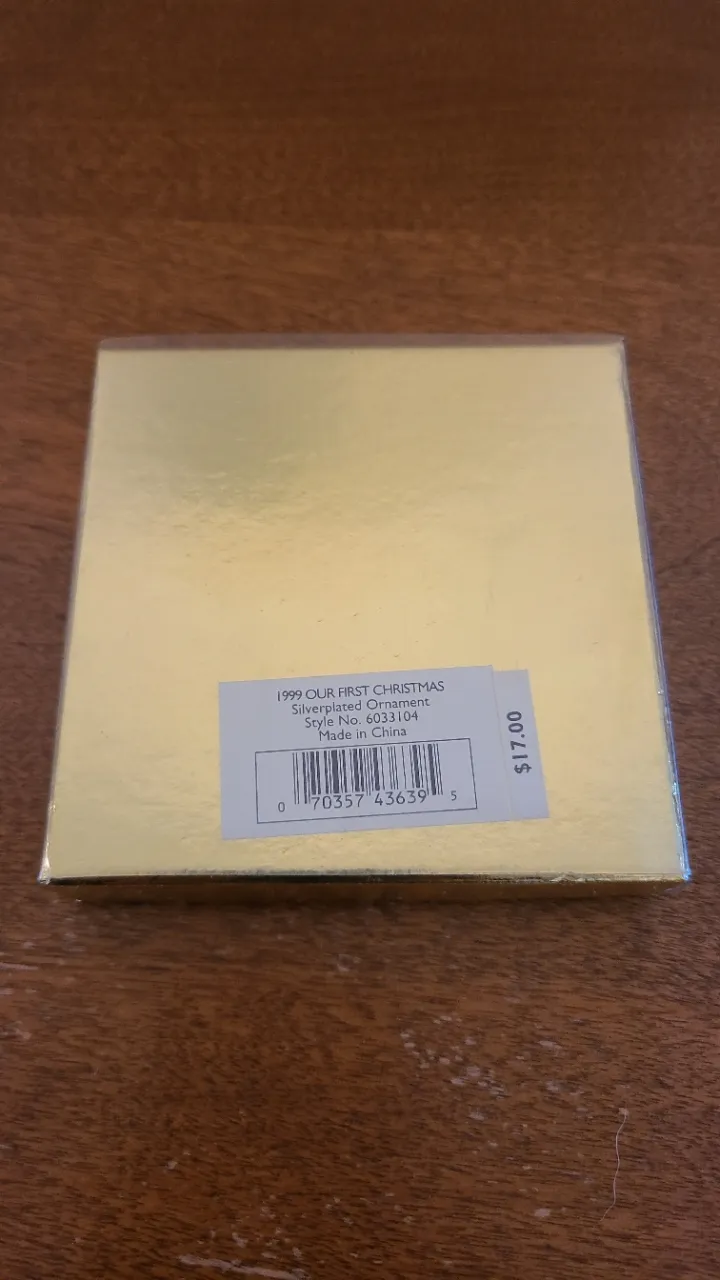 1999 OUR FIRST CHRISTMAS
Silverplated Ornament
Style No. 6033104
Made in China
0 70357 43639 5
$17.00